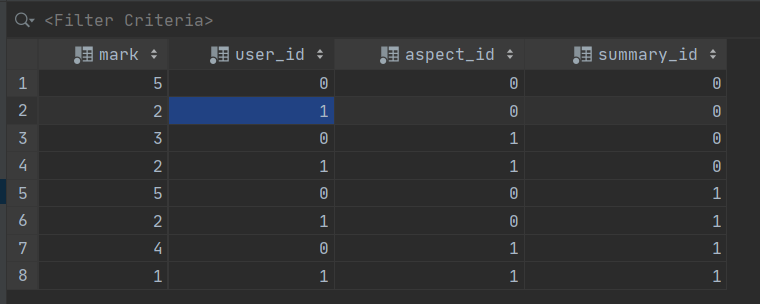 <Filter Criteria>
mark user_id aspect_id summary_id
1 5 0 0 0
2 2 1 0 0
3 3 0 1 0
4 2 1 1 0
5 5 0 0 1
6 2 1 0 1
7 4 0 1 1
8 1 1 1 1